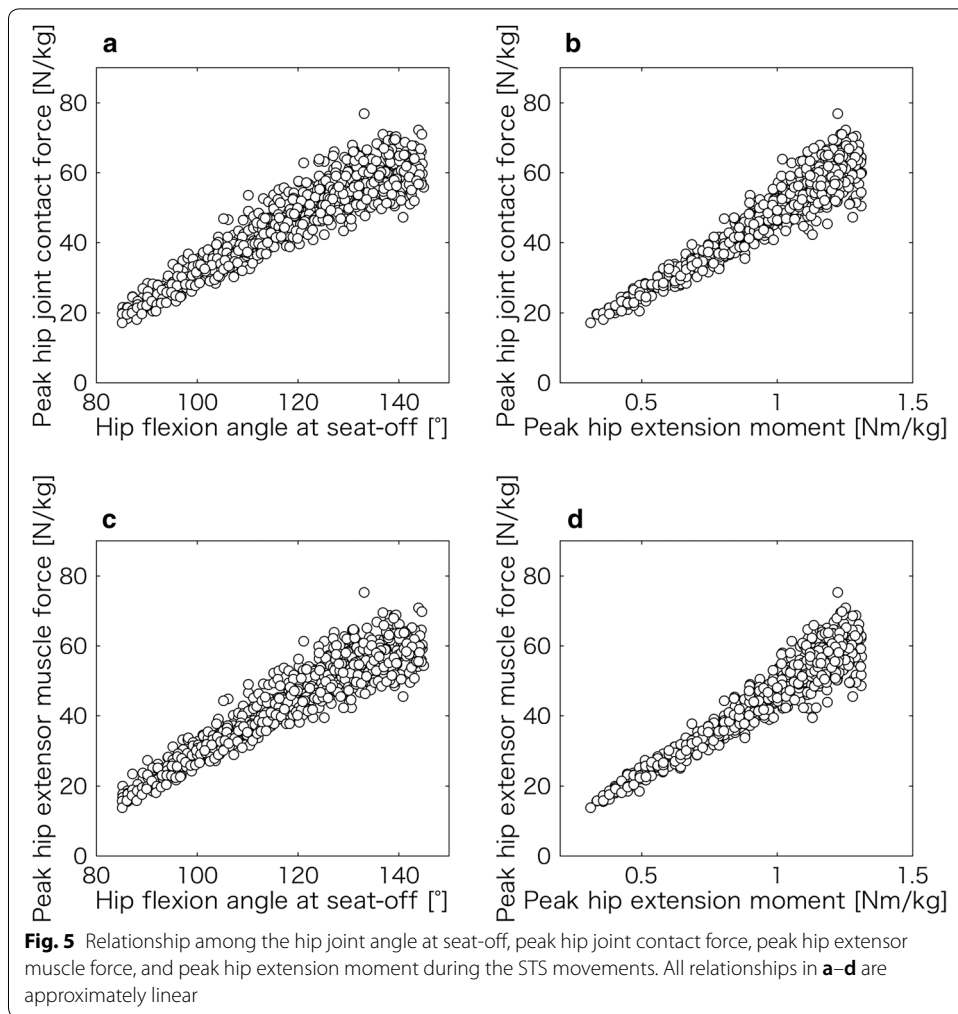 a
Peak hip joint contact force [N/kg]
80
60
40
20
0
80 100 120 140
Hip flexion angle at seat-off [°]
b
Peak hip joint contact force [N/kg]
80
60
40
20
0
0.5 1 1.5
Peak hip extension moment [Nm/kg]
c
Peak hip extensor muscle force [N/kg]
80
60
40
20
0
80 100 120 140
Hip flexion angle at seat-off [°]
d
Peak hip extensor muscle force [N/kg]
80
60
40
20
0
0.5 1 1.5
Peak hip extension moment [Nm/kg]
Fig. 5 Relationship among the hip joint angle at seat-off, peak hip joint contact force, peak hip extensor
muscle force, and peak hip extension moment during the STS movements. All relationships in a–d are
approximately linear